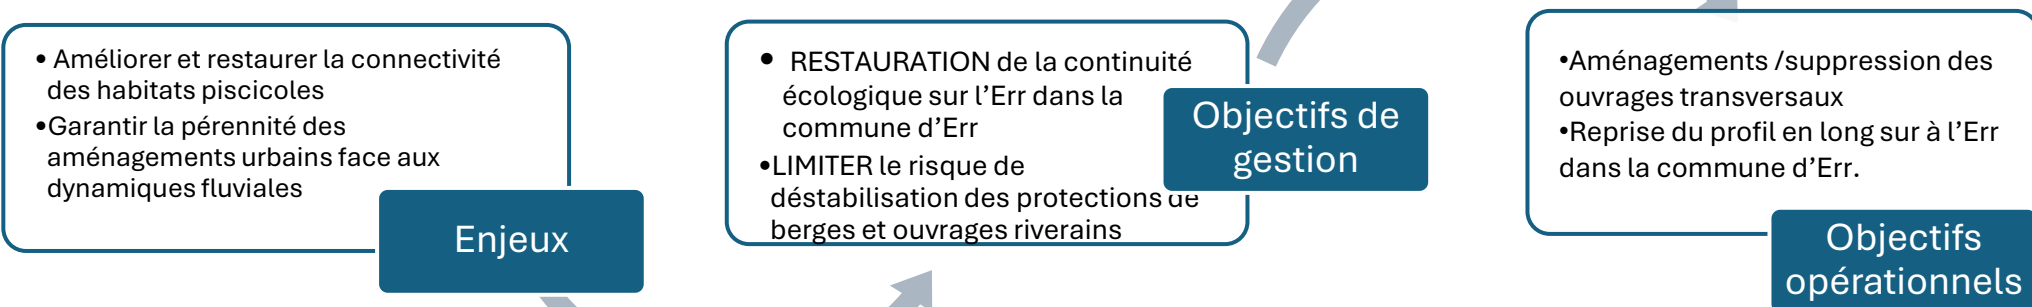 • Améliorer et restaurer la connectivité
des habitats piscicoles
•Garantir la pérennité des
aménagements urbains face aux
dynamiques fluviales
Enjeux
• RESTAURATION de la continuité
écologique sur l’Err dans la
commune d’Err
•LIMITER le risque de
déstabilisation des protections de
berges et ouvrages riverains
Objectifs de
gestion
•Aménagements /suppression des
ouvrages transversaux
•Reprise du profil en long sur à l’Err
dans la commune d’Err.
Objectifs
opérationnels